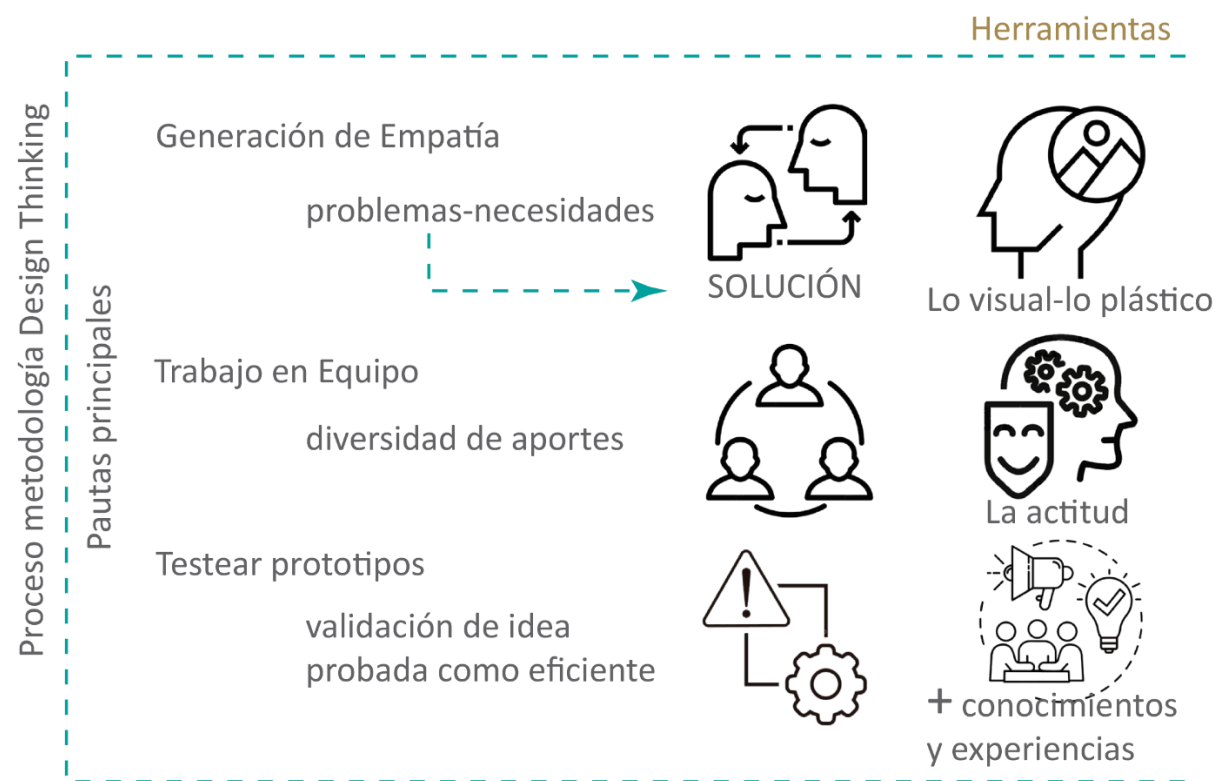 Herramientas
Proceso metodología Design Thinking
Pautas principales
Generación de Empatía
problemas-necesidades
SOLUCIÓN
Lo visual-lo plástico
Trabajo en Equipo
diversidad de aportes
La actitud
Testear prototipos
validación de idea
probada como eficiente
+ conocimientos
y experiencias